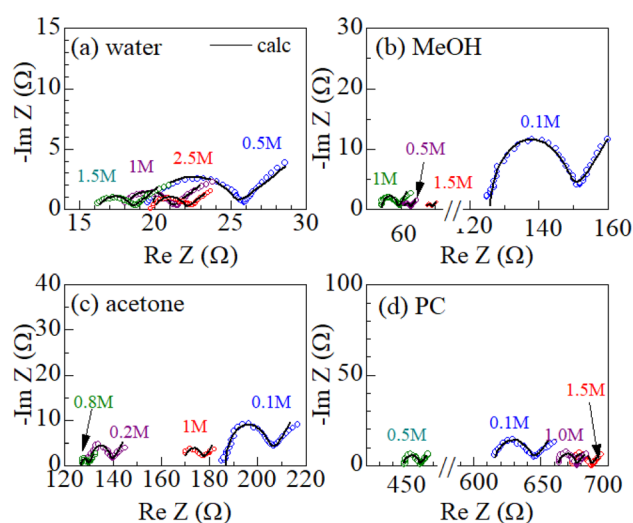 15
10
5
0
-Im Z (Ω)
(a) water
calc
1.5M
1M
2.5M
0.5M
15
20
25
30
Re Z (Ω)
30
20
10
0
-Im Z (Ω)
(b) MeOH
0.1M
0.5M
1M
1.5M
60
120
140
160
Re Z (Ω)
40
30
20
10
0
-Im Z (Ω)
(c) acetone
0.8M
0.2M
1M
0.1M
120
140
160
180
200
220
Re Z (Ω)
100
50
0
-Im Z (Ω)
(d) PC
1.5M
0.1M
1.0M
0.5M
450
600
650
700
Re Z (Ω)